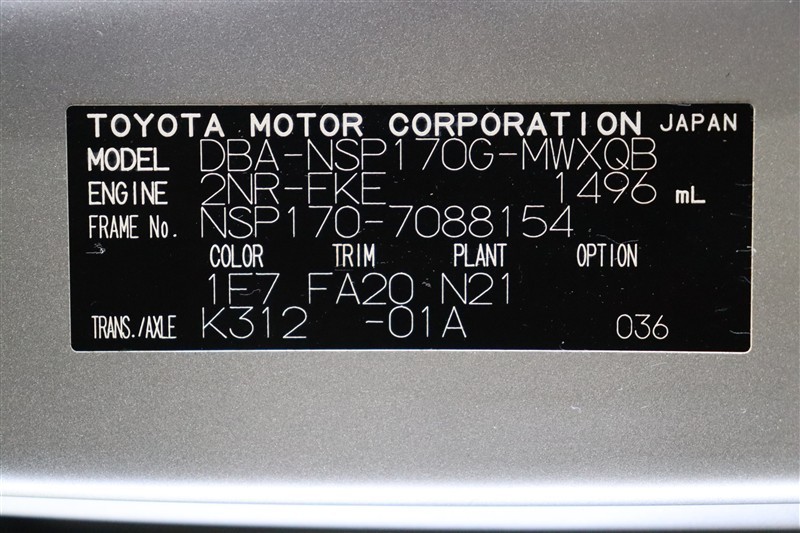 TOYOTA MOTOR CORPORATION JAPAN
MODEL DBA-NSP170G-MWXQB
ENGINE 2NR-FKE 1496 mL
FRAME No. NSP170-7088154
COLOR TRIM PLANT OPTION
1F7 FA20 N21
TRANS./AXLE K312 -01A 036